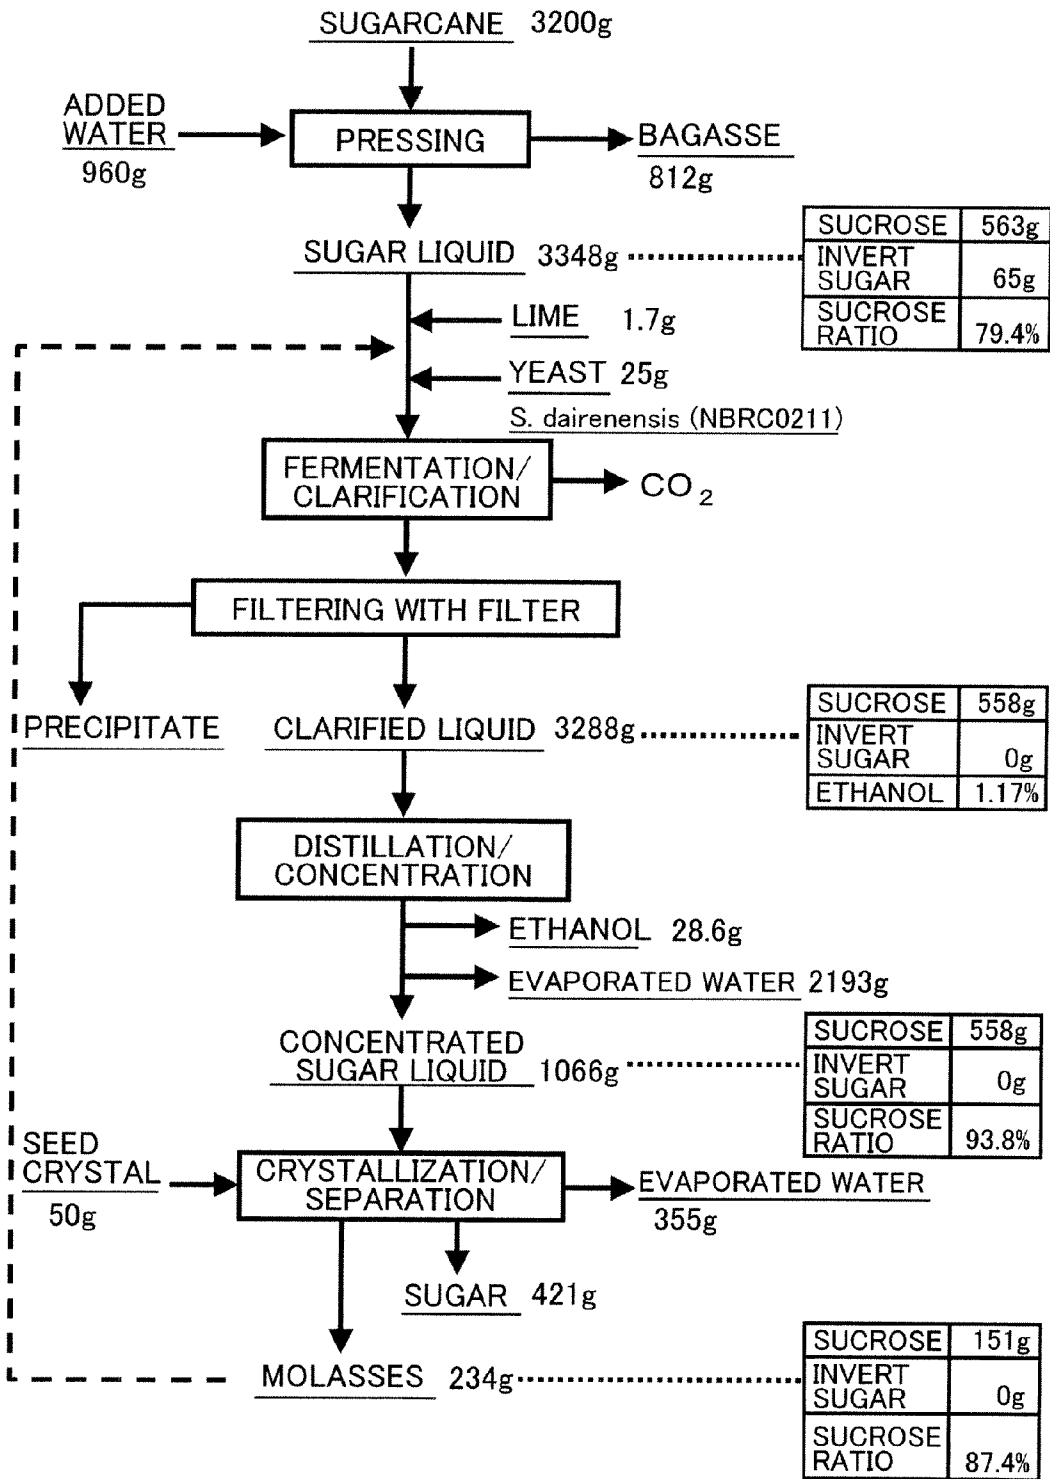 SUGARCANE 3200g
ADDED
WATER
960g
PRESSING
BAGASSE
812g
SUGAR LIQUID 3348g
SUCROSE 563g
INVERT
SUGAR 65g
SUCROSE
RATIO 79.4%
LIME 1.7g
YEAST 25g
S. dairenensis (NBRC0211)
FERMENTATION/
CLARIFICATION
CO2
FILTERING WITH FILTER
PRECIPITATE
CLARIFIED LIQUID 3288g
SUCROSE 558g
INVERT
SUGAR 0g
ETHANOL 1.17%
DISTILLATION/
CONCENTRATION
ETHANOL 28.6g
EVAPORATED WATER 2193g
CONCENTRATED
SUGAR LIQUID 1066g
SUCROSE 558g
INVERT
SUGAR 0g
SUCROSE
RATIO 93.8%
SEED
CRYSTAL
50g
CRYSTALLIZATION/
SEPARATION
EVAPORATED WATER
355g
SUGAR 421g
MOLASSES 234g
SUCROSE 151g
INVERT
SUGAR 0g
SUCROSE
RATIO 87.4%